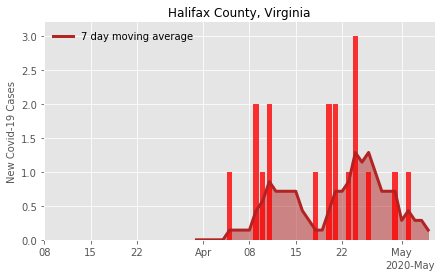 Halifax County, Virginia
7 day moving average
New Covid-19 Cases
3.0
2.5
2.0
1.5
1.0
0.5
0.0
08 15 22 Apr 08 15 22 May
2020-May